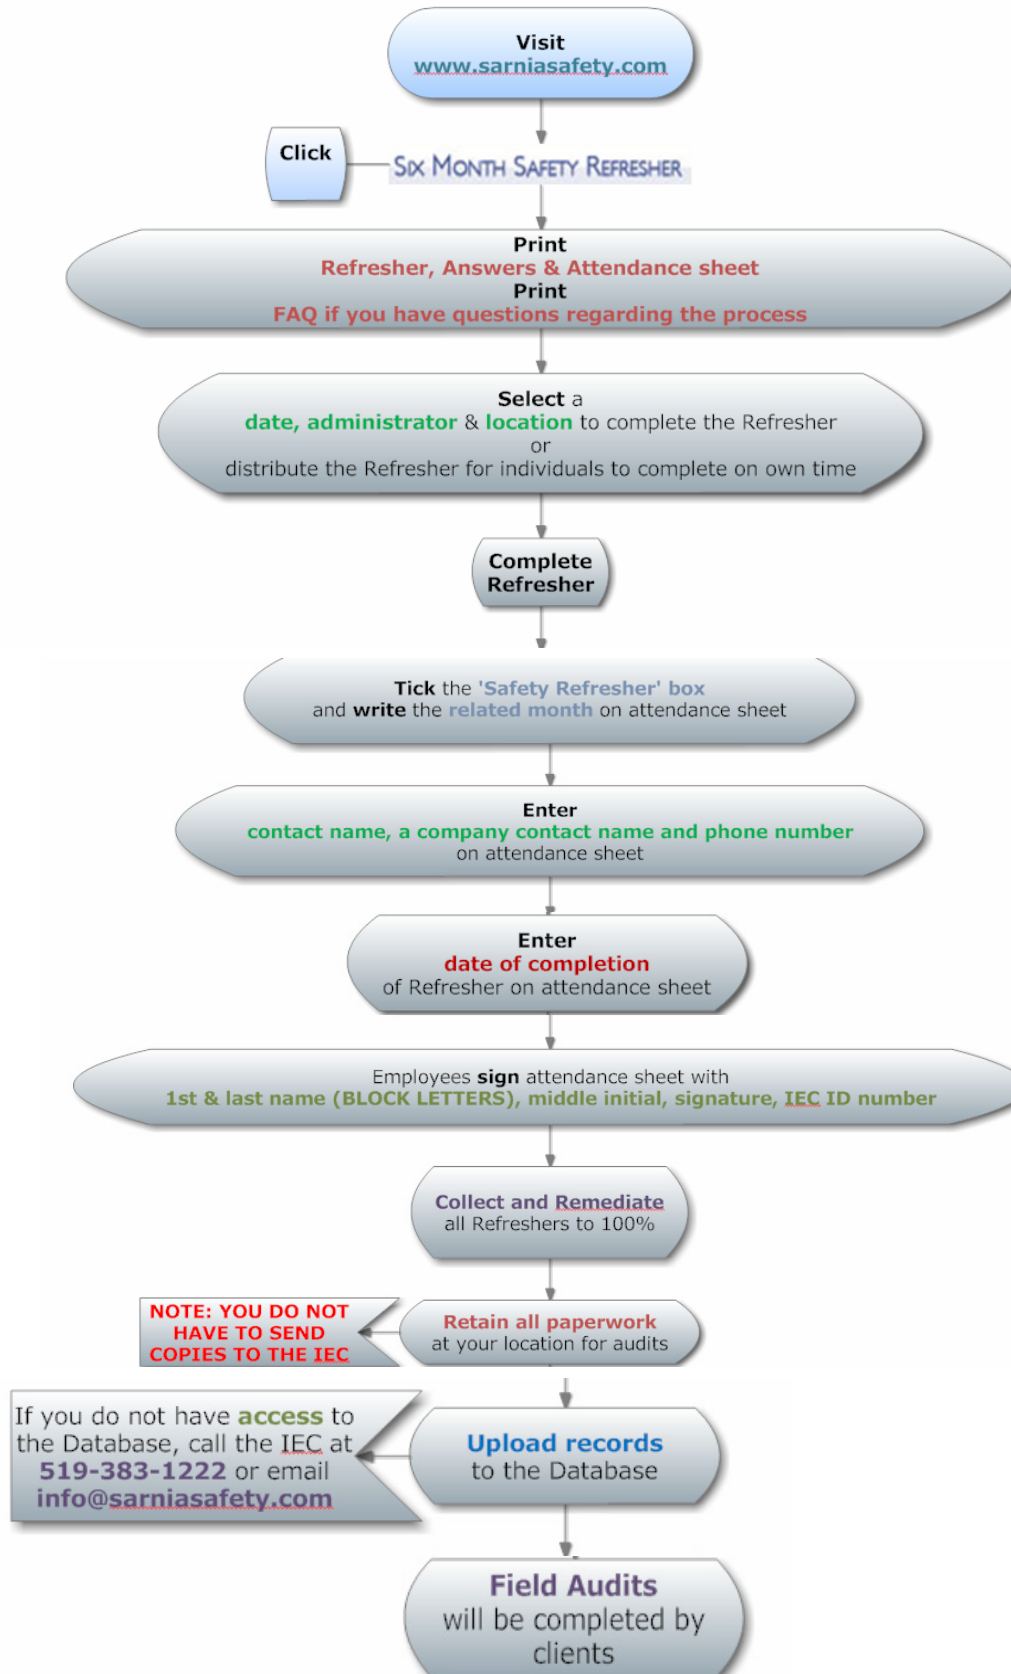 Visit
www.sarniasafety.com
Click
SIX MONTH SAFETY REFRESHER
Print
Refresher, Answers & Attendance sheet
Print
FAQ if you have questions regarding the process
Select a
date, administrator & location to complete the Refresher
or
distribute the Refresher for individuals to complete on own time
Complete
Refresher
Tick the 'Safety Refresher' box
and write the related month on attendance sheet
Enter
contact name, a company contact name and phone number
on attendance sheet
Enter
date of completion
of Refresher on attendance sheet
Employees sign attendance sheet with
1st & last name (BLOCK LETTERS), middle initial, signature, IEC ID number
Collect and Remediate
all Refreshers to 100%
NOTE: YOU DO NOT
HAVE TO SEND
COPIES TO THE IEC
Retain all paperwork
at your location for audits
If you do not have access to
the Database, call the IEC at
519-383-1222 or email
info@sarniasafety.com
Upload records
to the Database
Field Audits
will be completed by
clients